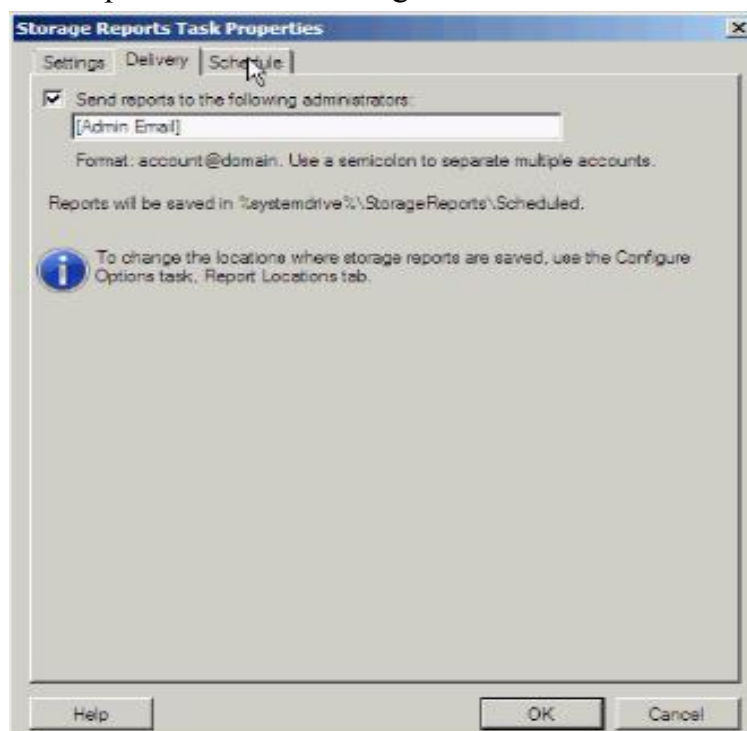 Storage Reports Task Properties
Settings Delivery Schedule
Send reports to the following administrators:
[Admin Email]
Format: account@domain. Use a semicolon to separate multiple accounts.
Reports will be saved in %systemdrive%\StorageReports\Scheduled.
To change the locations where storage reports are saved, use the Configure
Options task, Report Locations tab.
Help OK Cancel